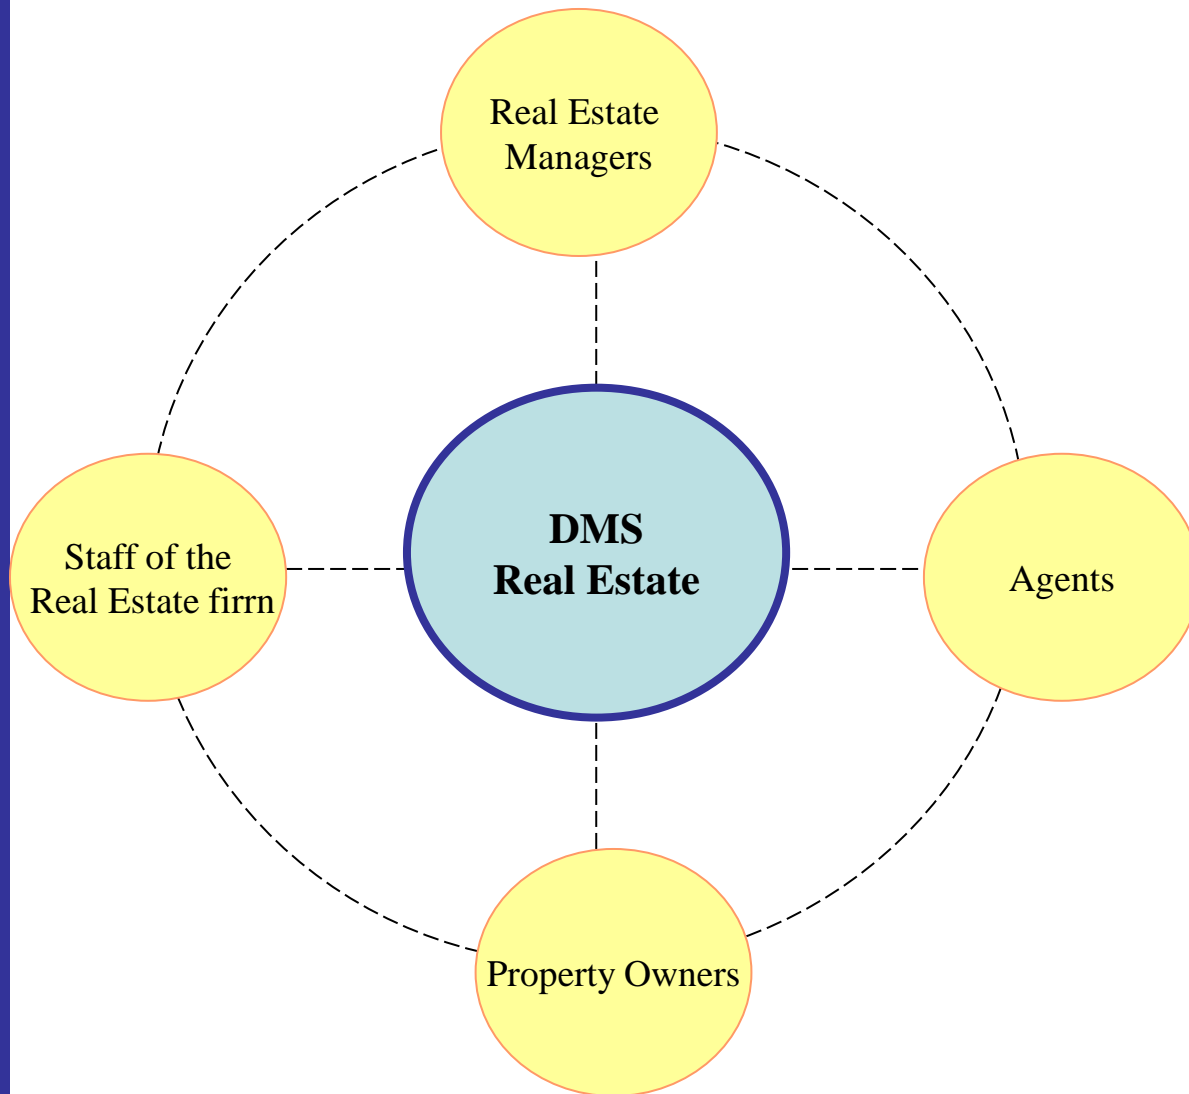 Real Estate
Managers
DMS
Real Estate
Staff of the
Real Estate firrn
Agents
Property Owners